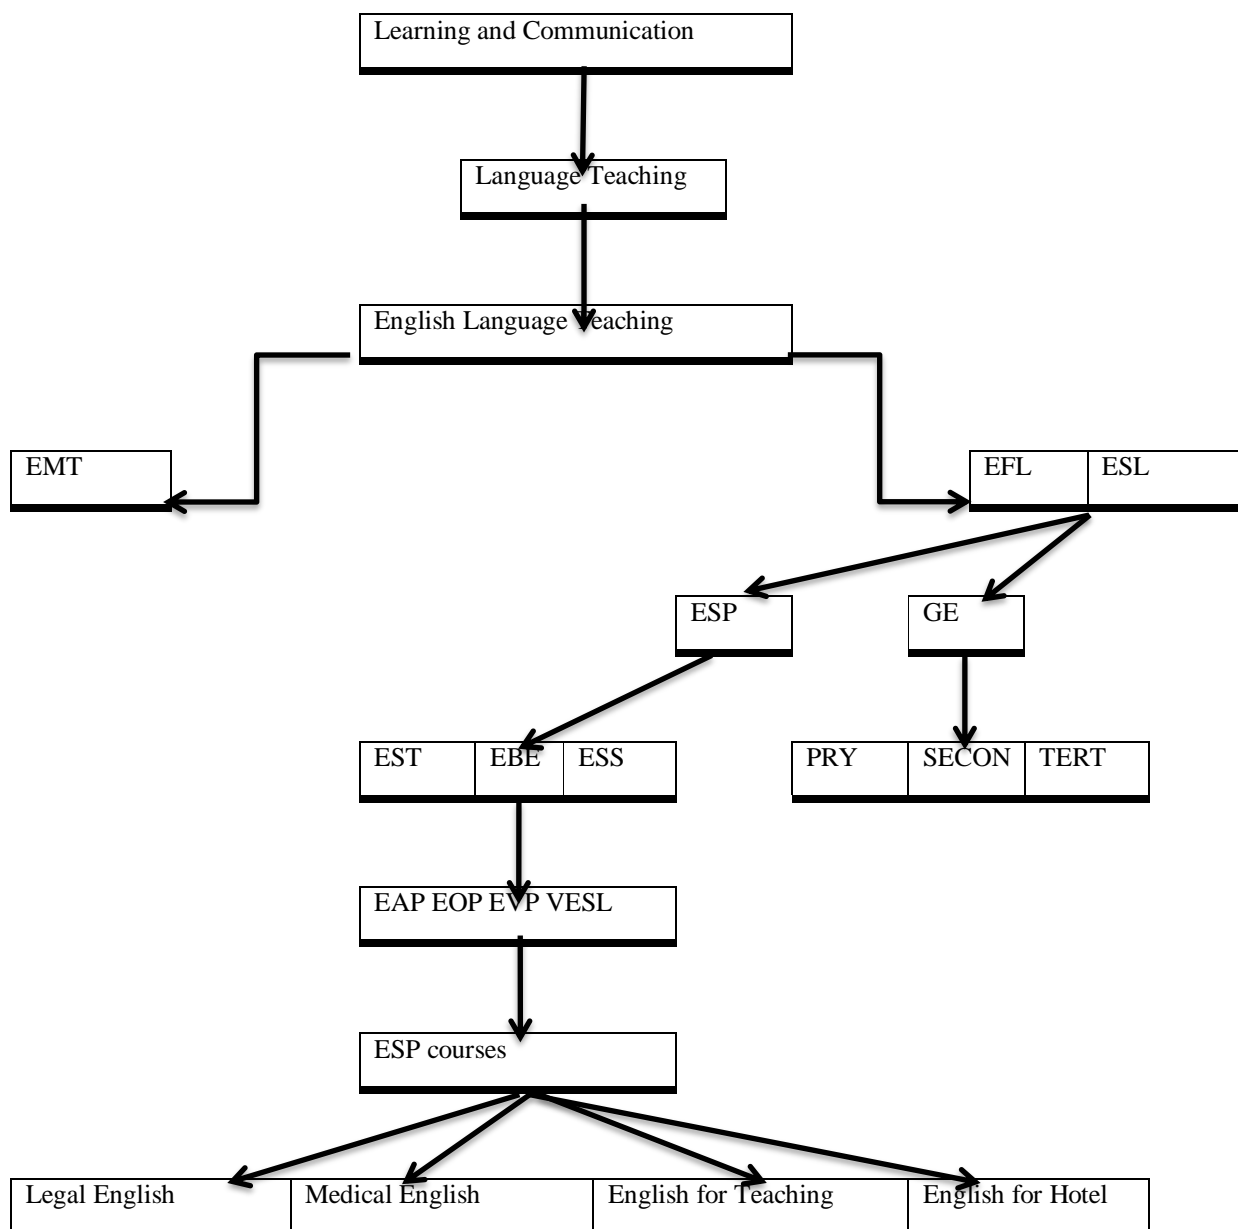 Learning and Communication
Language Teaching
English Language Teaching
EMT
EFL ESL
ESP GE
EST EBE ESS PRY SECON TERT
EAP EOP EVP VESL
ESP courses
Legal English Medical English English for Teaching English for Hotel